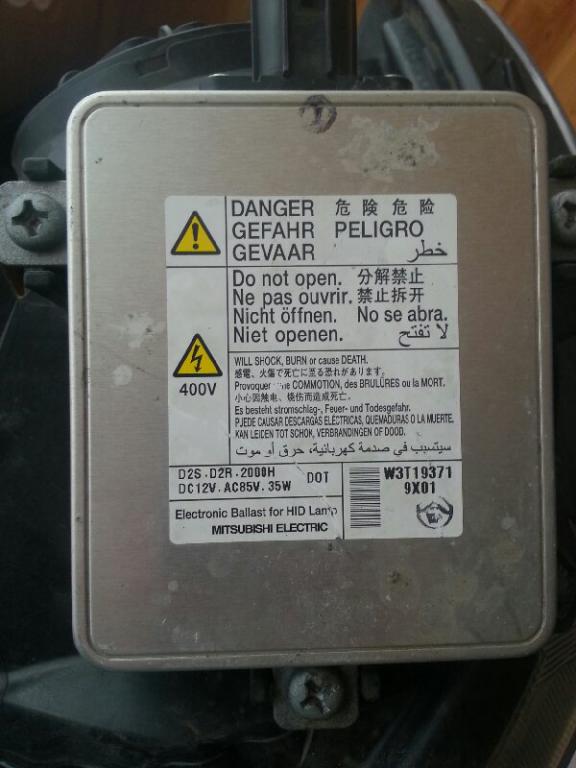 DANGER 危険 危险
GEFAHR PELIGRO
GEVAAR خطر
Do not open. 分解禁止
Ne pas ouvrir. 禁止拆开
Nicht öffnen. No se abra.
Niet openen. لا تفتح
400V
WILL SHOCK, BURN or cause DEATH.
感電、火傷で死亡に至る恐れがあります。
Provoquer COMMOTION, des BRULÛRES ou la MORT.
小心因触电、烧伤而造成死亡。
Es besteht stromschlag-, Feuer- und Todesgefahr.
PUEDE CAUSAR DESCARGAS ELÉCTRICAS, QUEMADURAS O LA MUERTE.
KAN LEIDEN TOT SCHOK, VERBRANDINGEN OF DOOD.
سيتسبب في صدمة كهربائية، حرق أو موت
D2S.D2R.2000H
DC12V.AC85V.35W
DOT
W3T19371
9X01
Electronic Ballast for HID Lamp
MITSUBISHI ELECTRIC